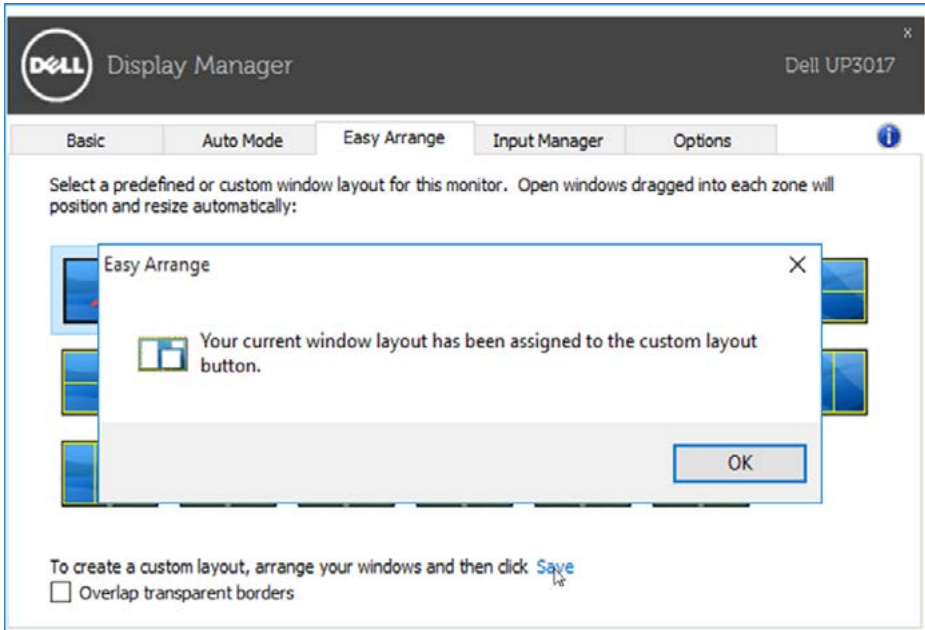 x
DELL Display Manager Dell UP3017
Basic Auto Mode Easy Arrange Input Manager Options i
Select a predefined or custom window layout for this monitor. Open windows dragged into each zone will
position and resize automatically:
Easy Arrange
Your current window layout has been assigned to the custom layout
button.
OK
To create a custom layout, arrange your windows and then click Save
Overlap transparent borders